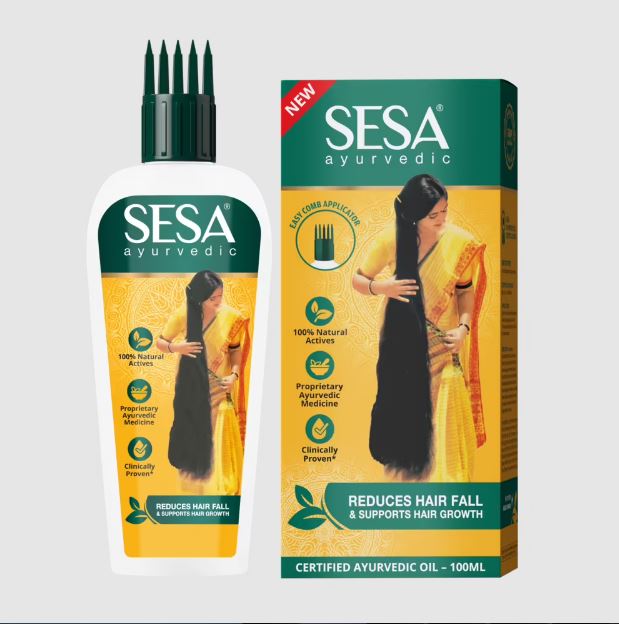 SESA®
ayurvedic
100% Natural
Actives
Proprietary
Ayurvedic
Medicine
Clinically
Proven*
REDUCES HAIR FALL
& SUPPORTS HAIR GROWTH
NEW
SESA®
ayurvedic
EASY COMB APPLICATOR
100% Natural
Actives
Proprietary
Ayurvedic
Medicine
Clinically
Proven*
REDUCES HAIR FALL
& SUPPORTS HAIR GROWTH
CERTIFIED AYURVEDIC OIL – 100ML